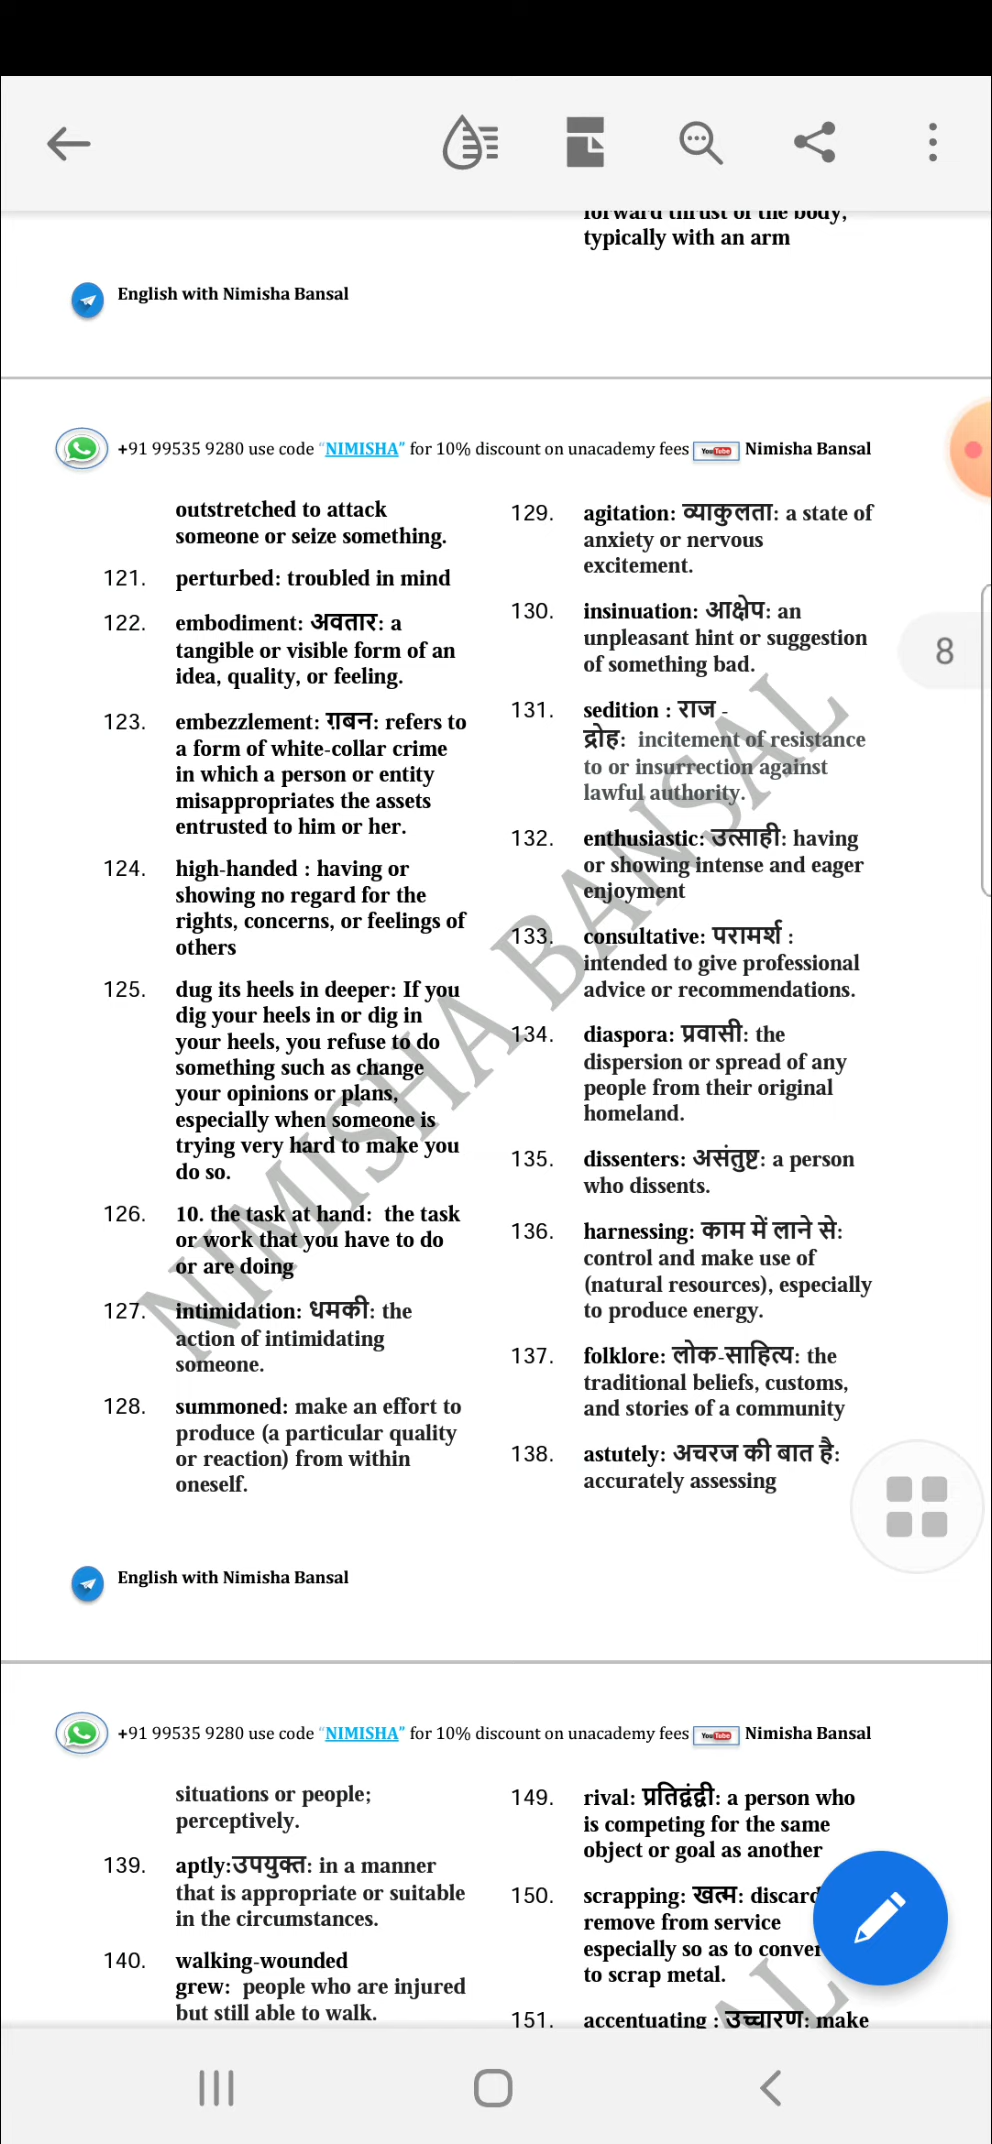 forward thrust of the body,
typically with an arm
English with Nimisha Bansal
+91 99535 9280 use code "NIMISHA" for 10% discount on unacademy fees YouTube Nimisha Bansal
outstretched to attack
someone or seize something.
121. perturbed: troubled in mind
122. embodiment: अवतार: a
tangible or visible form of an
idea, quality, or feeling.
123. embezzlement: ग़बन: refers to
a form of white-collar crime
in which a person or entity
misappropriates the assets
entrusted to him or her.
124. high-handed : having or
showing no regard for the
rights, concerns, or feelings of
others
125. dug its heels in deeper: If you
dig your heels in or dig in
your heels, you refuse to do
something such as change
your opinions or plans,
especially when someone is
trying very hard to make you
do so.
126. 10. the task at hand: the task
or work that you have to do
or are doing
127. intimidation: धमकी: the
action of intimidating
someone.
128. summoned: make an effort to
produce (a particular quality
or reaction) from within
oneself.
129. agitation: व्याकुलता: a state of
anxiety or nervous
excitement.
130. insinuation: आक्षेप: an
unpleasant hint or suggestion
of something bad.
131. sedition : राज -
द्रोह: incitement of resistance
to or insurrection against
lawful authority.
132. enthusiastic: उत्साही: having
or showing intense and eager
enjoyment
133. consultative: परामर्श :
intended to give professional
advice or recommendations.
134. diaspora: प्रवासी: the
dispersion or spread of any
people from their original
homeland.
135. dissenters: असंतुष्ट: a person
who dissents.
136. harnessing: काम में लाने से:
control and make use of
(natural resources), especially
to produce energy.
137. folklore: लोक-साहित्य: the
traditional beliefs, customs,
and stories of a community
138. astutely: अचरज की बात है:
accurately assessing
NIMISHA BANSAL
8
English with Nimisha Bansal
+91 99535 9280 use code "NIMISHA" for 10% discount on unacademy fees YouTube Nimisha Bansal
situations or people;
perceptively.
139. aptly:उपयुक्त: in a manner
that is appropriate or suitable
in the circumstances.
140. walking-wounded
grew: people who are injured
but still able to walk.
149. rival: प्रतिद्वंद्वी: a person who
is competing for the same
object or goal as another
150. scrapping: खत्म: discard
remove from service
especially so as to conver
to scrap metal.
151. accentuating : उच्चारण: make
AL